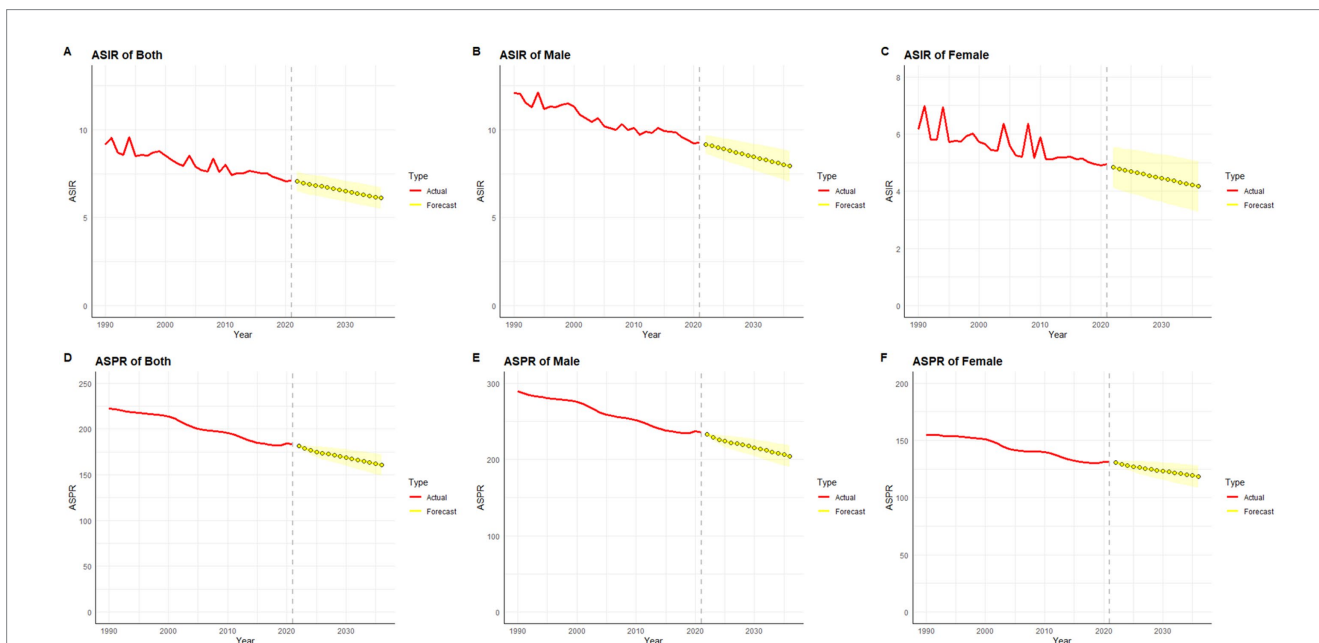 A
ASIR of Both
ASIR
10
5
0
1990
2000
2010
2020
2030
Year
Type
Actual
Forecast
B
ASIR of Male
ASIR
10
5
0
1990
2000
2010
2020
2030
Year
Type
Actual
Forecast
C
ASIR of Female
ASIR
8
6
4
2
0
1990
2000
2010
2020
2030
Year
Type
Actual
Forecast
D
ASPR of Both
ASPR
250
200
150
100
50
0
1990
2000
2010
2020
2030
Year
Type
Actual
Forecast
E
ASPR of Male
ASPR
300
200
100
0
1990
2000
2010
2020
2030
Year
Type
Actual
Forecast
F
ASPR of Female
ASPR
200
150
100
50
0
1990
2000
2010
2020
2030
Year
Type
Actual
Forecast